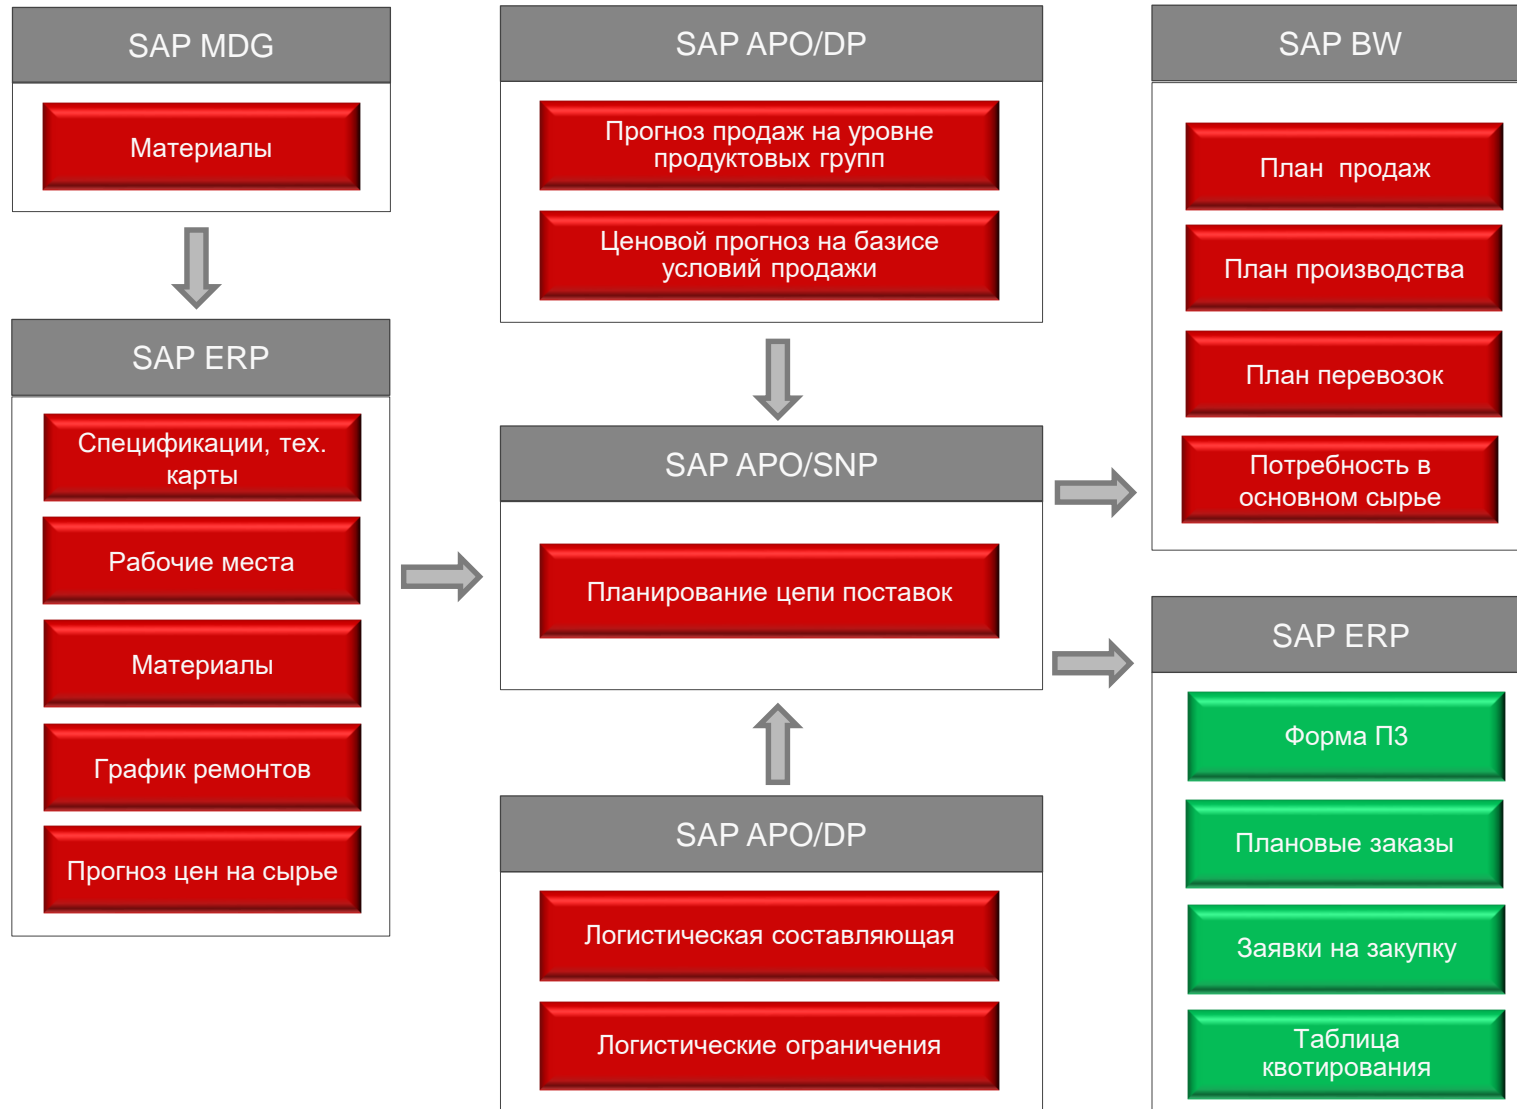 SAP MDG
Материалы
SAP ERP
Спецификации, тех.
карты
Рабочие места
Материалы
График ремонтов
Прогноз цен на сырье
SAP APO/DP
Прогноз продаж на уровне
продуктовых групп
Ценовой прогноз на базисе
условий продажи
SAP APO/SNP
Планирование цепи поставок
SAP APO/DP
Логистическая составляющая
Логистические ограничения
SAP BW
План продаж
План производства
План перевозок
Потребность в
основном сырье
SAP ERP
Форма П3
Плановые заказы
Заявки на закупку
Таблица
квотирования